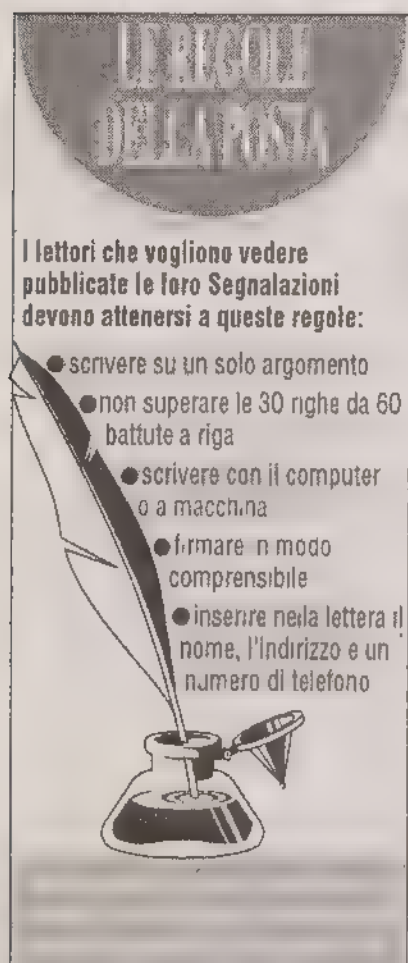 LE REGOLE
DELLA POSTA
I lettori che vogliono vedere
pubblicate le loro Segnalazioni
devono attenersi a queste regole:
● scrivere su un solo argomento
● non superare le 30 righe da 60
battute a riga
● scrivere con il computer
o a macchina
● firmare in modo
comprensibile
● inserire nella lettera il
nome, l'indirizzo e un
numero di telefono